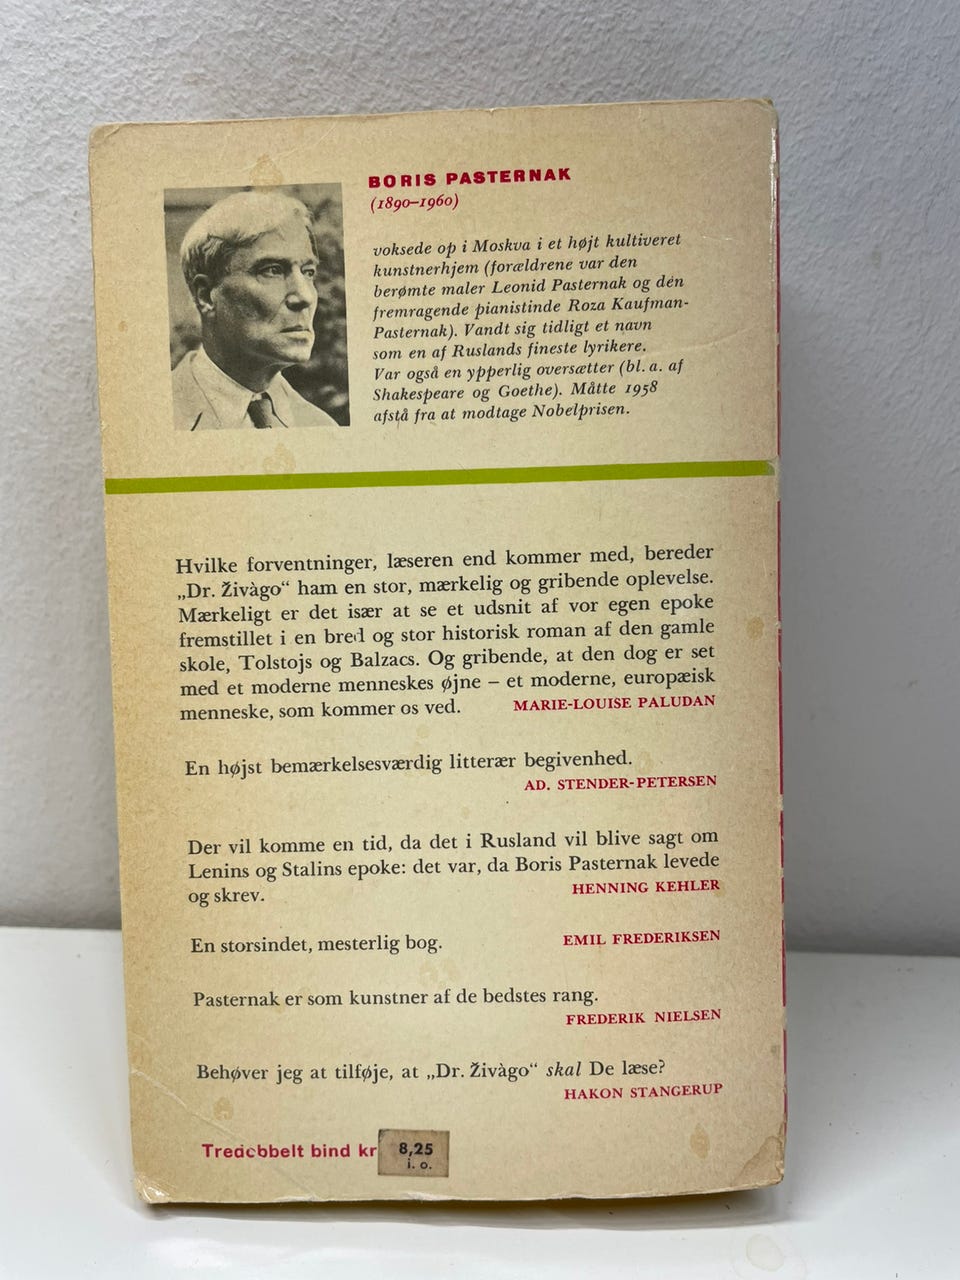 BORIS PASTERNAK
(1890–1960)
voksede op i Moskva i et højt kultiveret
kunstnerhjem (forældrene var den
berømte maler Leonid Pasternak og den
fremragende pianistinde Roza Kaufman-
Pasternak). Vandt sig tidligt et navn
som en af Ruslands fineste lyrikere.
Var også en ypperlig oversætter (bl. a. af
Shakespeare og Goethe). Måtte 1958
afstå fra at modtage Nobelprisen.
Hvilke forventninger, læseren end kommer med, bereder
„Dr. Živàgo“ ham en stor, mærkelig og gribende oplevelse.
Mærkeligt er det især at se et udsnit af vor egen epoke
fremstillet i en bred og stor historisk roman af den gamle
skole, Tolstojs og Balzacs. Og gribende, at den dog er set
med et moderne menneskes øjne – et moderne, europæisk
menneske, som kommer os ved. MARIE-LOUISE PALUDAN
En højst bemærkelsesværdig litterær begivenhed.
AD. STENDER-PETERSEN
Der vil komme en tid, da det i Rusland vil blive sagt om
Lenins og Stalins epoke: det var, da Boris Pasternak levede
og skrev. HENNING KEHLER
En storsindet, mesterlig bog. EMIL FREDERIKSEN
Pasternak er som kunstner af de bedstes rang.
FREDERIK NIELSEN
Behøver jeg at tilføje, at „Dr. Živàgo“ skal De læse?
HAKON STANGERUP
Tredobbelt bind kr 8,25
i. o.